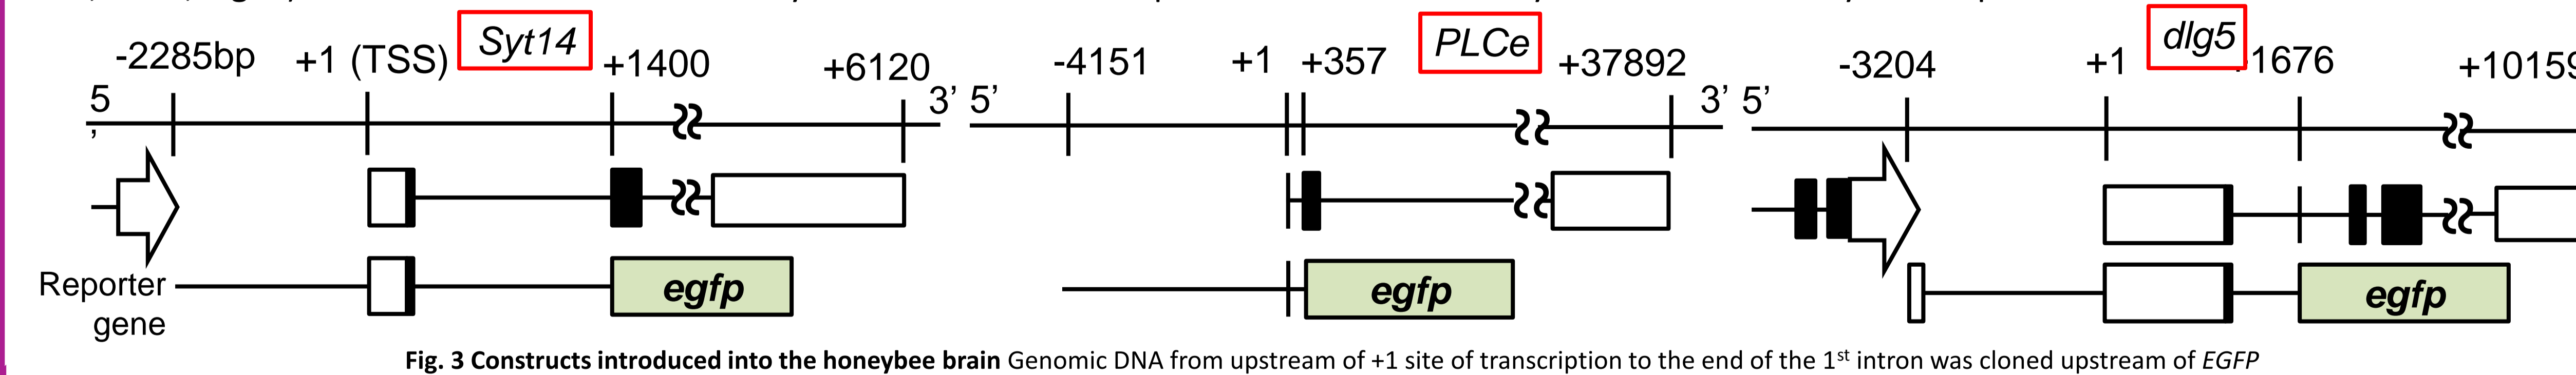 -2285bp +1 (TSS) Syt14 +1400 +6120
5’ 3’
Reporter gene
egfp
-4151 +1 +357 PLCe +37892
5’ 3’
egfp
-3204 +1 dlg5 1676 +10159
5’
egfp
Fig. 3 Constructs introduced into the honeybee brain Genomic DNA from upstream of +1 site of transcription to the end of the 1st intron was cloned upstream of EGFP